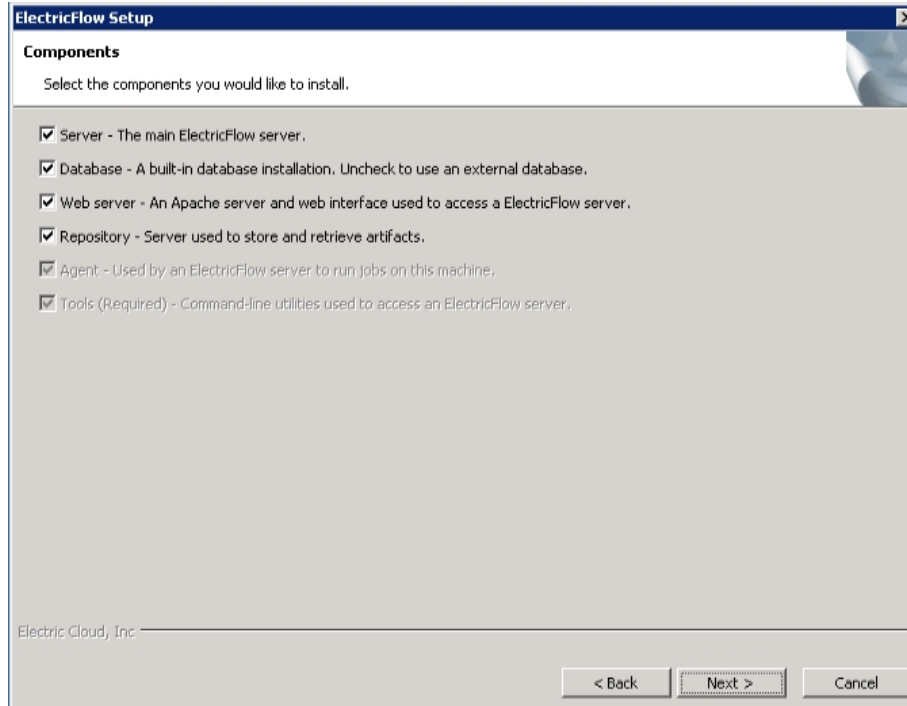 ElectricFlow Setup
Components
Select the components you would like to install.
Server - The main ElectricFlow server.
Database - A built-in database installation. Uncheck to use an external database.
Web server - An Apache server and web interface used to access a ElectricFlow server.
Repository - Server used to store and retrieve artifacts.
Agent - Used by an ElectricFlow server to run jobs on this machine.
Tools (Required) - Command-line utilities used to access an ElectricFlow server.
Electric Cloud, Inc
< Back Next > Cancel